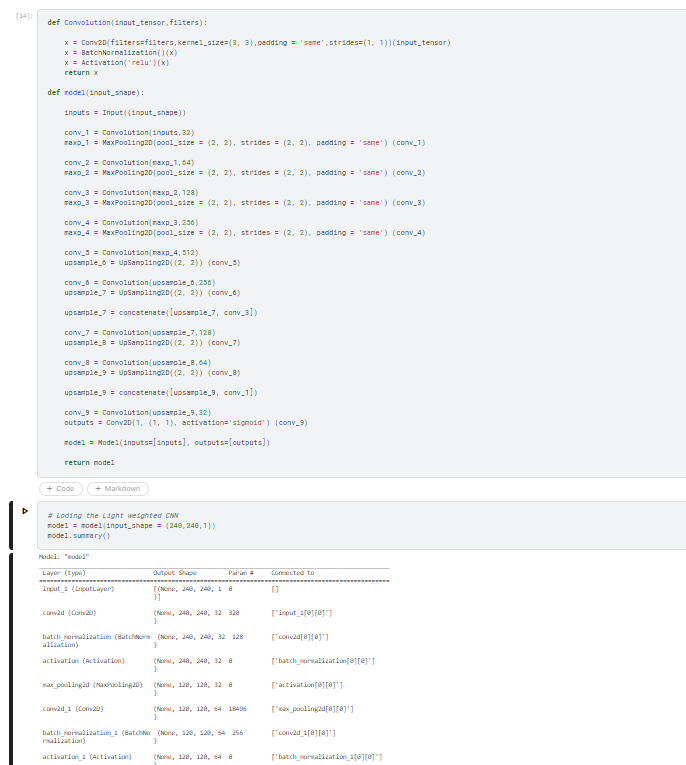 [14]:
def Convolution(input_tensor,filters):
x = Conv2D(filters=filters,kernel_size=(3, 3),padding = 'same',strides=(1, 1))(input_tensor)
x = BatchNormalization()(x)
x = Activation('relu')(x)
return x
def model(input_shape):
inputs = Input((input_shape))
conv_1 = Convolution(inputs,32)
maxp_1 = MaxPooling2D(pool_size = (2, 2), strides = (2, 2), padding = 'same') (conv_1)
conv_2 = Convolution(maxp_1,64)
maxp_2 = MaxPooling2D(pool_size = (2, 2), strides = (2, 2), padding = 'same') (conv_2)
conv_3 = Convolution(maxp_2,128)
maxp_3 = MaxPooling2D(pool_size = (2, 2), strides = (2, 2), padding = 'same') (conv_3)
conv_4 = Convolution(maxp_3,256)
maxp_4 = MaxPooling2D(pool_size = (2, 2), strides = (2, 2), padding = 'same') (conv_4)
conv_5 = Convolution(maxp_4,512)
upsample_6 = UpSampling2D((2, 2)) (conv_5)
conv_6 = Convolution(upsample_6,256)
upsample_7 = UpSampling2D((2, 2)) (conv_6)
upsample_7 = concatenate([upsample_7, conv_3])
conv_7 = Convolution(upsample_7,128)
upsample_8 = UpSampling2D((2, 2)) (conv_7)
conv_8 = Convolution(upsample_8,64)
upsample_9 = UpSampling2D((2, 2)) (conv_8)
upsample_9 = concatenate([upsample_9, conv_1])
conv_9 = Convolution(upsample_9,32)
outputs = Conv2D(1, (1, 1), activation='sigmoid') (conv_9)
model = Model(inputs=[inputs], outputs=[outputs])
return model
+ Code + Markdown
# Loding the Light weighted CNN
model = model(input_shape = (240,240,1))
model.summary()
Model: "model"
Layer (type) Output Shape Param # Connected to
input_1 (InputLayer) [(None, 240, 240, 1 0 []
)]
conv2d (Conv2D) (None, 240, 240, 32 320 ['input_1[0][0]']
)
batch_normalization (BatchNorm (None, 240, 240, 32 128 ['conv2d[0][0]']
alization) )
activation (Activation) (None, 240, 240, 32 0 ['batch_normalization[0][0]']
)
max_pooling2d (MaxPooling2D) (None, 120, 120, 32 0 ['activation[0][0]']
)
conv2d_1 (Conv2D) (None, 120, 120, 64 18496 ['max_pooling2d[0][0]']
)
batch_normalization_1 (BatchNo (None, 120, 120, 64 256 ['conv2d_1[0][0]']
rmalization) )
activation_1 (Activation) (None, 120, 120, 64 0 ['batch_normalization_1[0][0]']
)